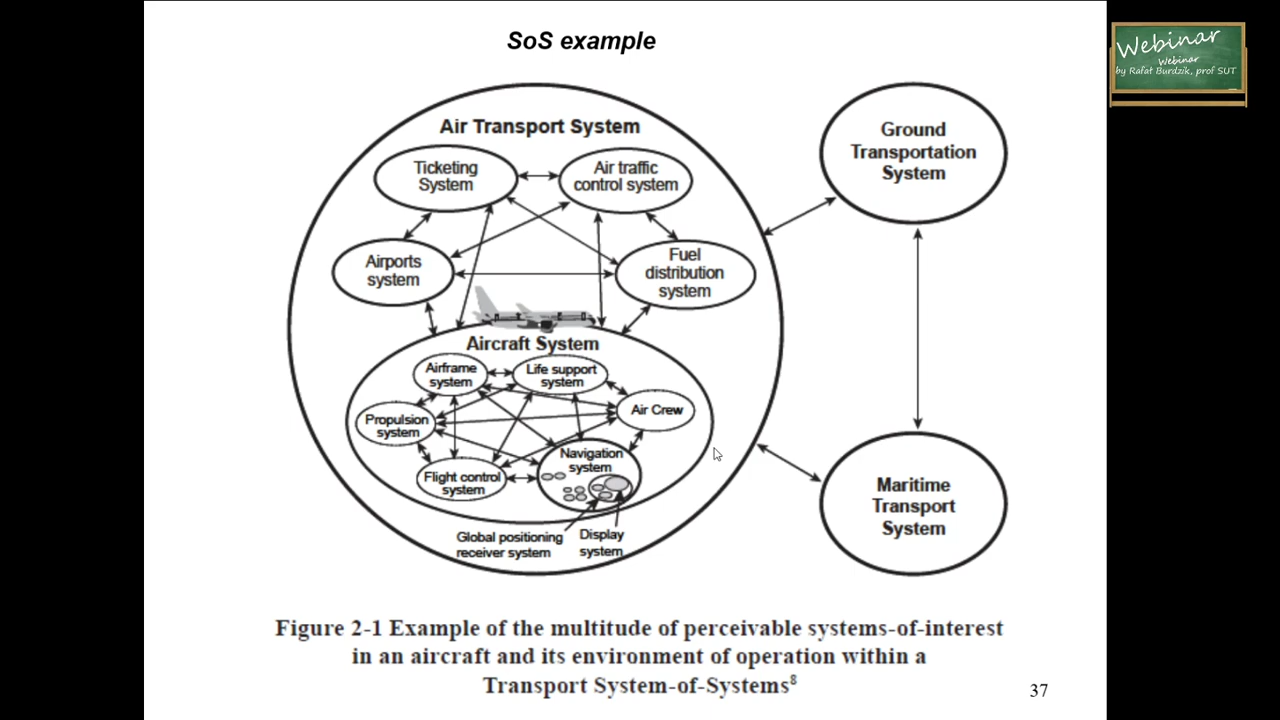 SoS example
Webinar
Webinar
by Rafał Burdzik, prof SUT
Air Transport System
Ticketing
System
Air traffic
control system
Airports
system
Fuel
distribution
system
Aircraft System
Airframe
system
Life support
system
Propulsion
system
Air Crew
Flight control
system
Navigation
system
Global positioning
receiver system
Display
system
Ground
Transportation
System
Maritime
Transport
System
Figure 2-1 Example of the multitude of perceivable systems-of-interest
in an aircraft and its environment of operation within a
Transport System-of-Systems⁸
37